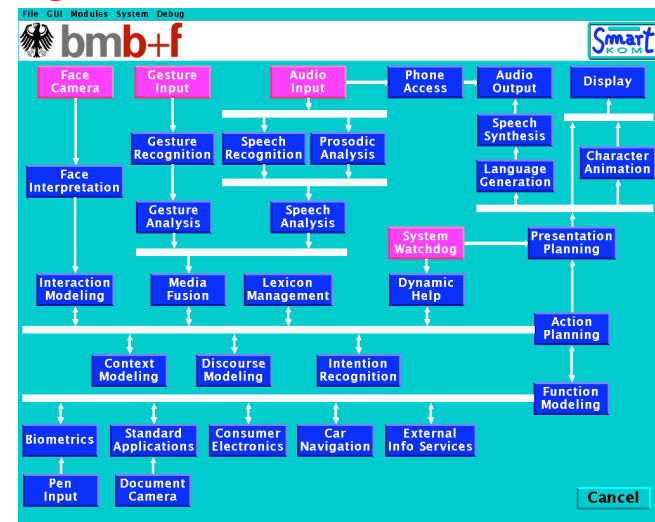 File GUI Modules System Debug
bmb+f
Smart
KOM
Face
Camera
Gesture
Input
Audio
Input
Phone
Access
Audio
Output
Display
Gesture
Recognition
Speech
Recognition
Prosodic
Analysis
Speech
Synthesis
Character
Animation
Face
Interpretation
Language
Generation
Gesture
Analysis
Speech
Analysis
System
Watchdog
Presentation
Planning
Interaction
Modeling
Media
Fusion
Lexicon
Management
Dynamic
Help
Action
Planning
Context
Modeling
Discourse
Modeling
Intention
Recognition
Function
Modeling
Biometrics
Standard
Applications
Consumer
Electronics
Car
Navigation
External
Info Services
Pen
Input
Document
Camera
Cancel